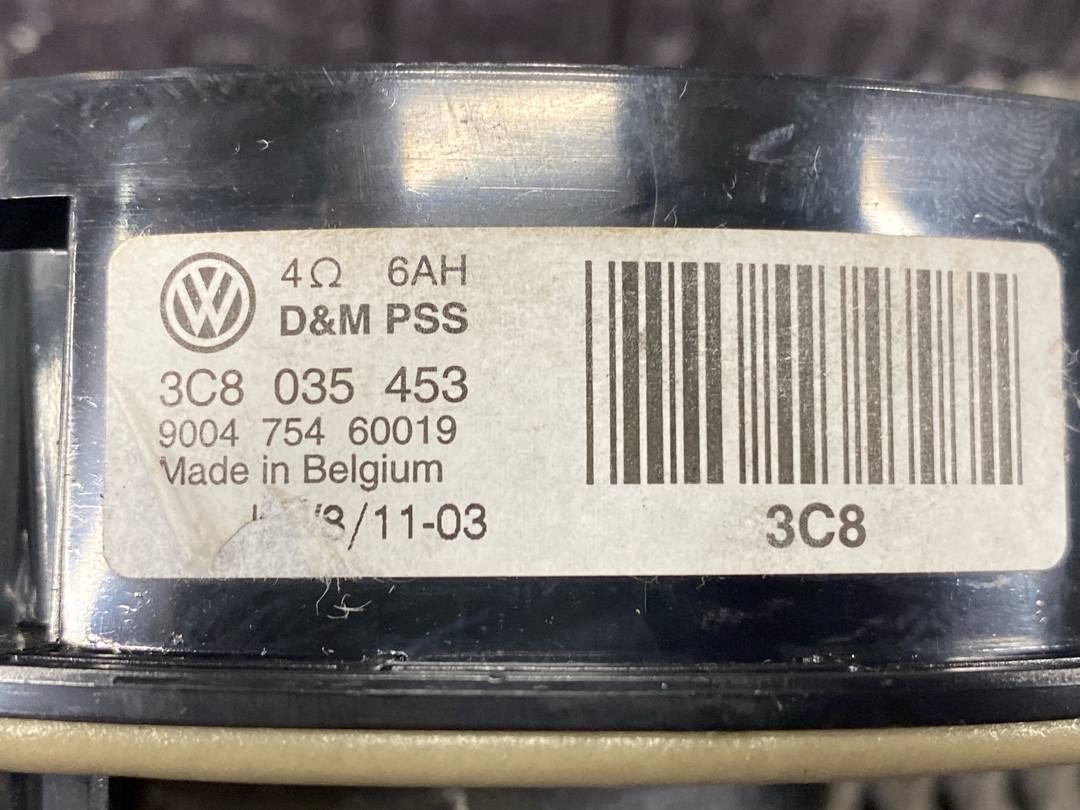 4Ω 6AH
D&M PSS
3C8 035 453
9004 754 60019
Made in Belgium
/11-03
3C8